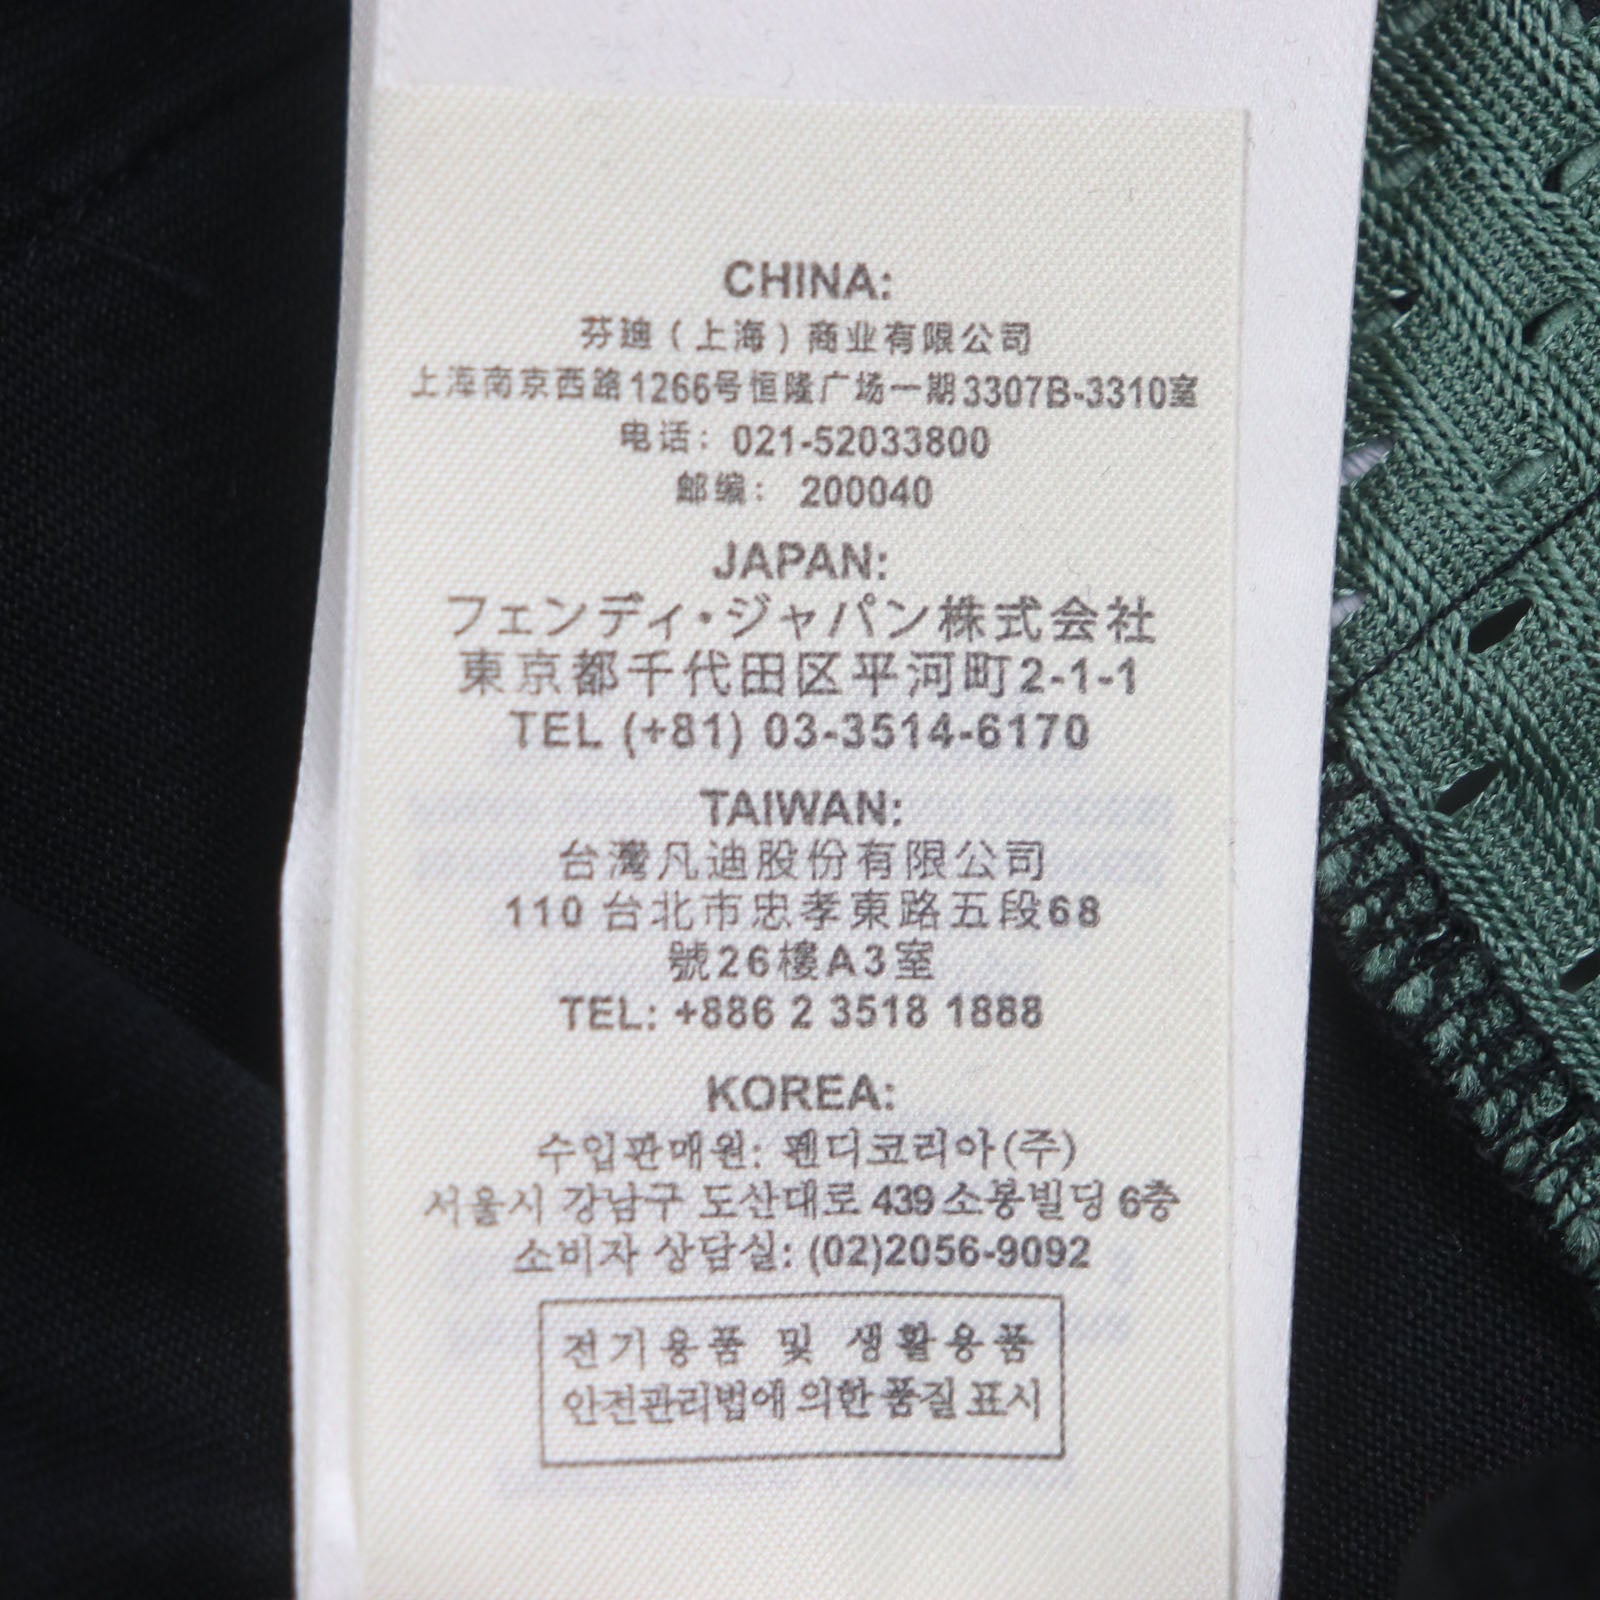 CHINA:
芬迪（上海）商业有限公司
上海南京西路1266号恒隆广场一期3307B-3310室
电话：021-52033800
邮编：200040
JAPAN:
フェンディ・ジャパン株式会社
東京都千代田区平河町2-1-1
TEL (+81) 03-3514-6170
TAIWAN:
台灣凡迪股份有限公司
110 台北市忠孝東路五段68
號26樓A3室
TEL: +886 2 3518 1888
KOREA:
수입판매원: 펜디코리아(주)
서울시 강남구 도산대로 439 소봉빌딩 6층
소비자 상담실: (02)2056-9092
전기용품 및 생활용품
안전관리법에 의한 품질 표시